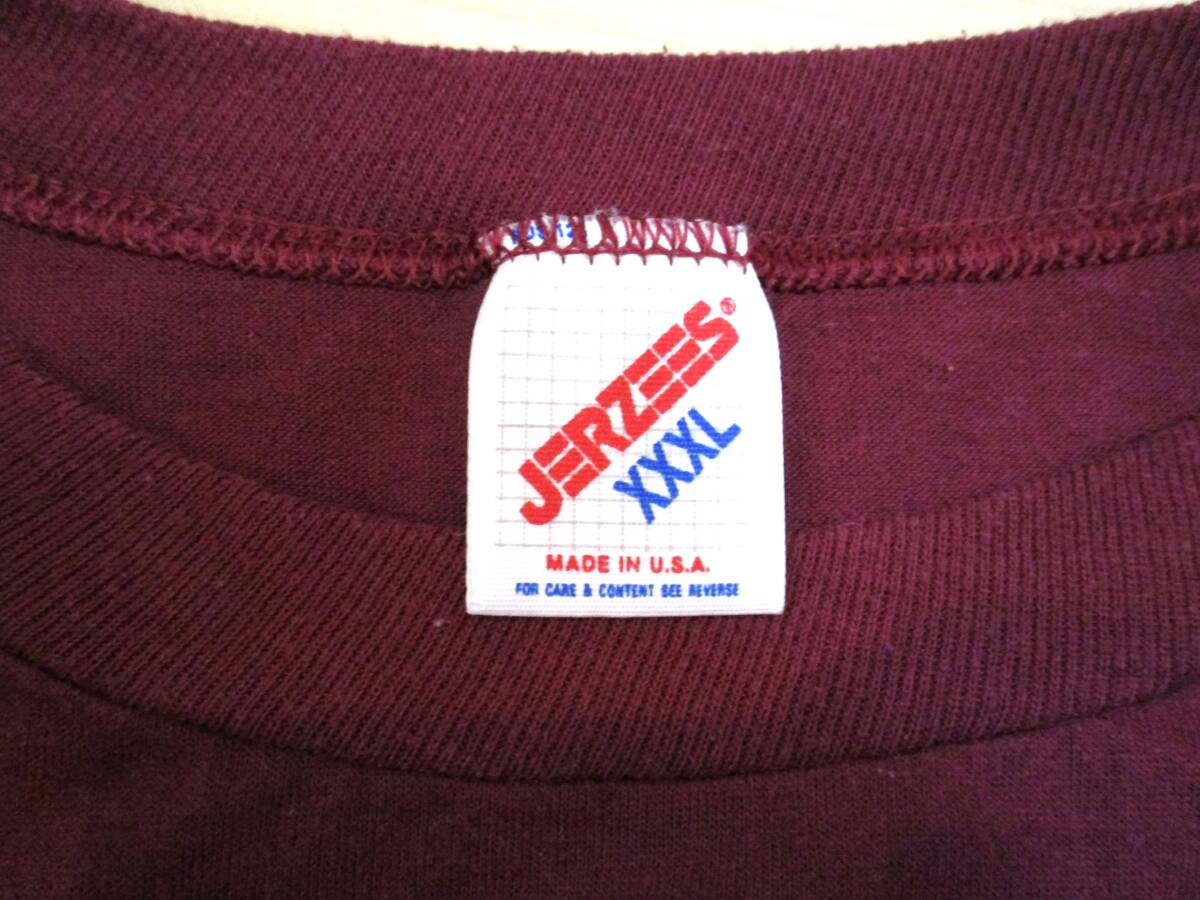 JERZEES®
XXXL
MADE IN U.S.A.
FOR CARE & CONTENT SEE REVERSE